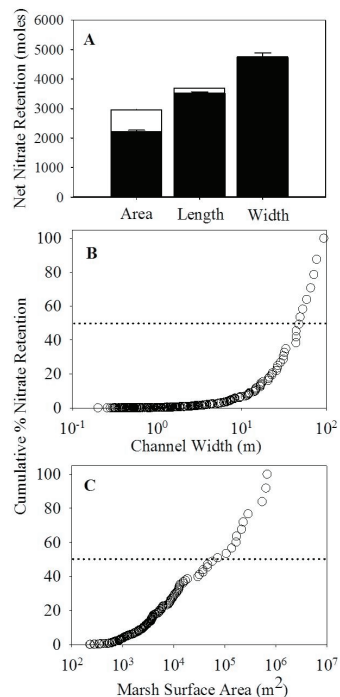 A
Net Nitrate Retention (moles)
6000
5000
4000
3000
2000
1000
0
Area Length Width
B
Cumulative % Nitrate Retention
100
80
60
40
20
0
10-1 100 101 102
Channel Width (m)
C
100
80
60
40
20
0
102 103 104 105 106 107
Marsh Surface Area (m2)